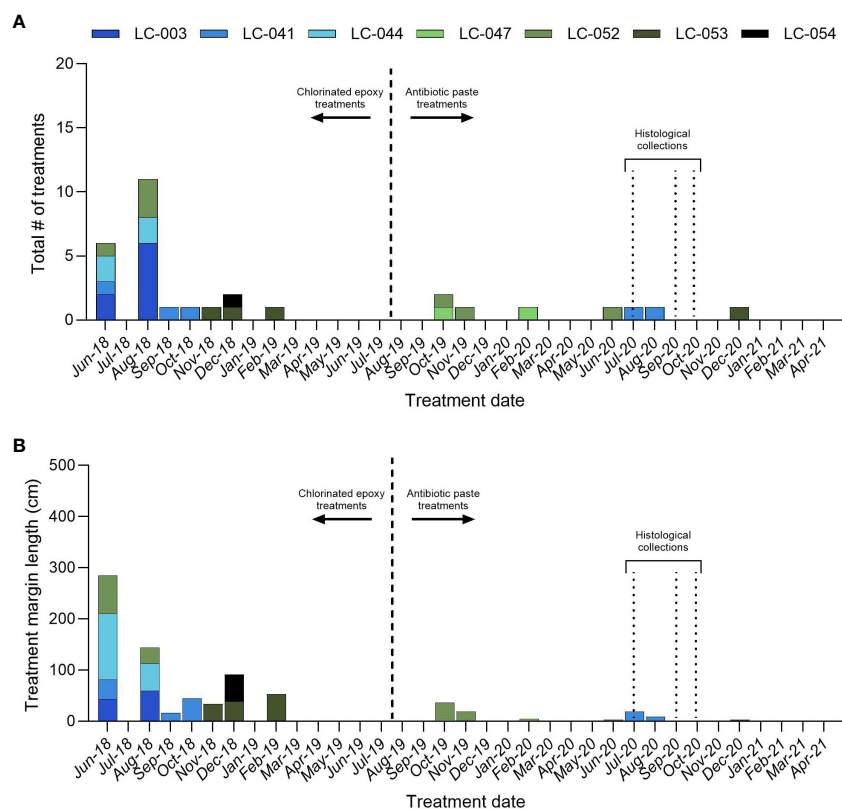 A
LC-003 LC-041 LC-044 LC-047 LC-052 LC-053 LC-054
Total # of treatments
20
15
10
5
0
Chlorinated epoxy
treatments
Antibiotic paste
treatments
Histological
collections
Jun-18 Jul-18 Aug-18 Sep-18 Oct-18 Nov-18 Dec-18 Jan-19 Feb-19 Mar-19 Apr-19 May-19 Jun-19 Jul-19 Aug-19 Sep-19 Oct-19 Nov-19 Dec-19 Jan-20 Feb-20 Mar-20 Apr-20 May-20 Jun-20 Jul-20 Aug-20 Sep-20 Oct-20 Nov-20 Dec-20 Jan-21 Feb-21 Mar-21 Apr-21
Treatment date
B
Treatment margin length (cm)
500
400
300
200
100
0
Chlorinated epoxy
treatments
Antibiotic paste
treatments
Histological
collections
Jun-18 Jul-18 Aug-18 Sep-18 Oct-18 Nov-18 Dec-18 Jan-19 Feb-19 Mar-19 Apr-19 May-19 Jun-19 Jul-19 Aug-19 Sep-19 Oct-19 Nov-19 Dec-19 Jan-20 Feb-20 Mar-20 Apr-20 May-20 Jun-20 Jul-20 Aug-20 Sep-20 Oct-20 Nov-20 Dec-20 Jan-21 Feb-21 Mar-21 Apr-21
Treatment date